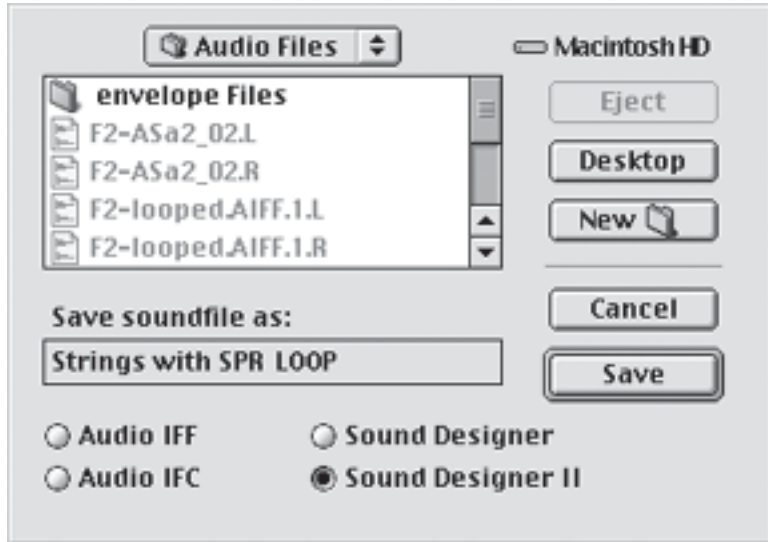 Audio Files
Macintosh HD
envelope Files
F2-ASa2_02.L
F2-ASa2_02.R
F2-looped.AIFF.1.L
F2-looped.AIFF.1.R
Eject
Desktop
New
Save soundfile as:
Strings with SPR LOOP
Cancel
Save
Audio IFF
Sound Designer
Audio IFC
Sound Designer II